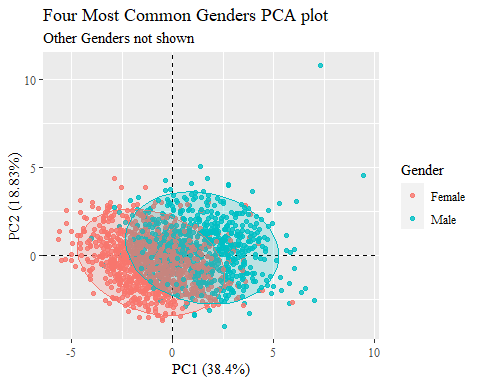 Four Most Common Genders PCA plot
Other Genders not shown
10
5
0
-5
0
5
10
PC2 (18.83%)
PC1 (38.4%)
Gender
Female
Male